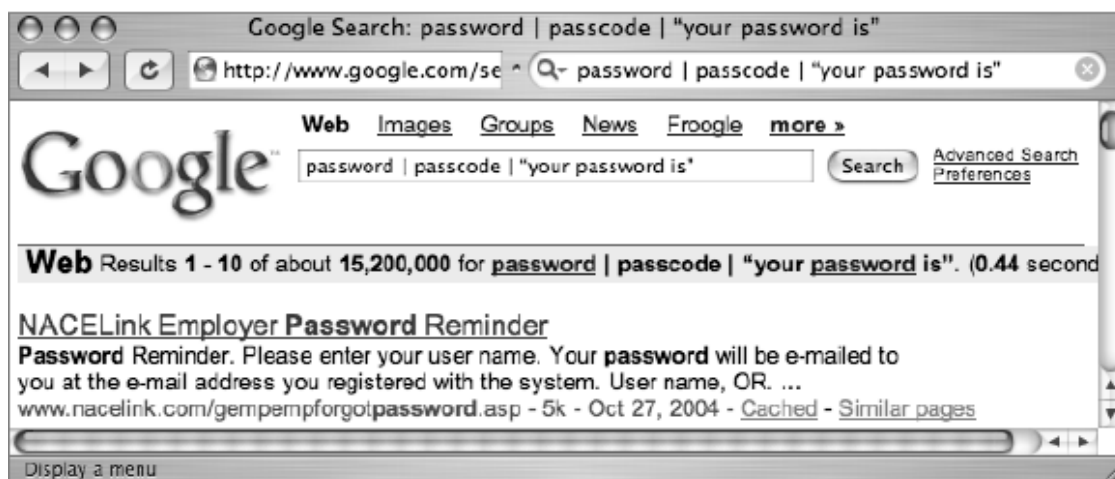 Google Search: password | passcode | “your password is”
http://www.google.com/se password | passcode | “your password is”
Web Images Groups News Froogle more »
Google™
password | passcode | “your password is” Search Advanced Search
Preferences
Web Results 1 - 10 of about 15,200,000 for password | passcode | “your password is”. (0.44 second
NACELink Employer Password Reminder
Password Reminder. Please enter your user name. Your password will be e-mailed to
you at the e-mail address you registered with the system. User name, OR. ...
www.nacelink.com/gempempforgotpassword.asp - 5k - Oct 27, 2004 - Cached - Similar pages
Display a menu